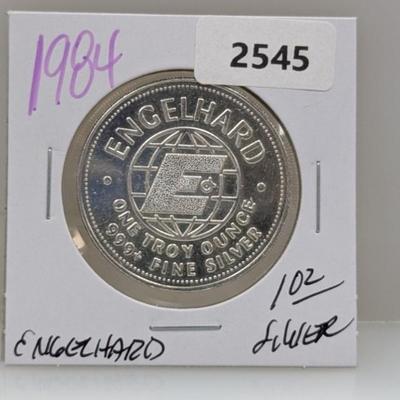 1984
2545
ENGELHARD
E
ONE TROY OUNCE
999+ FINE SILVER
1oz
SILVER
ENGELHARD